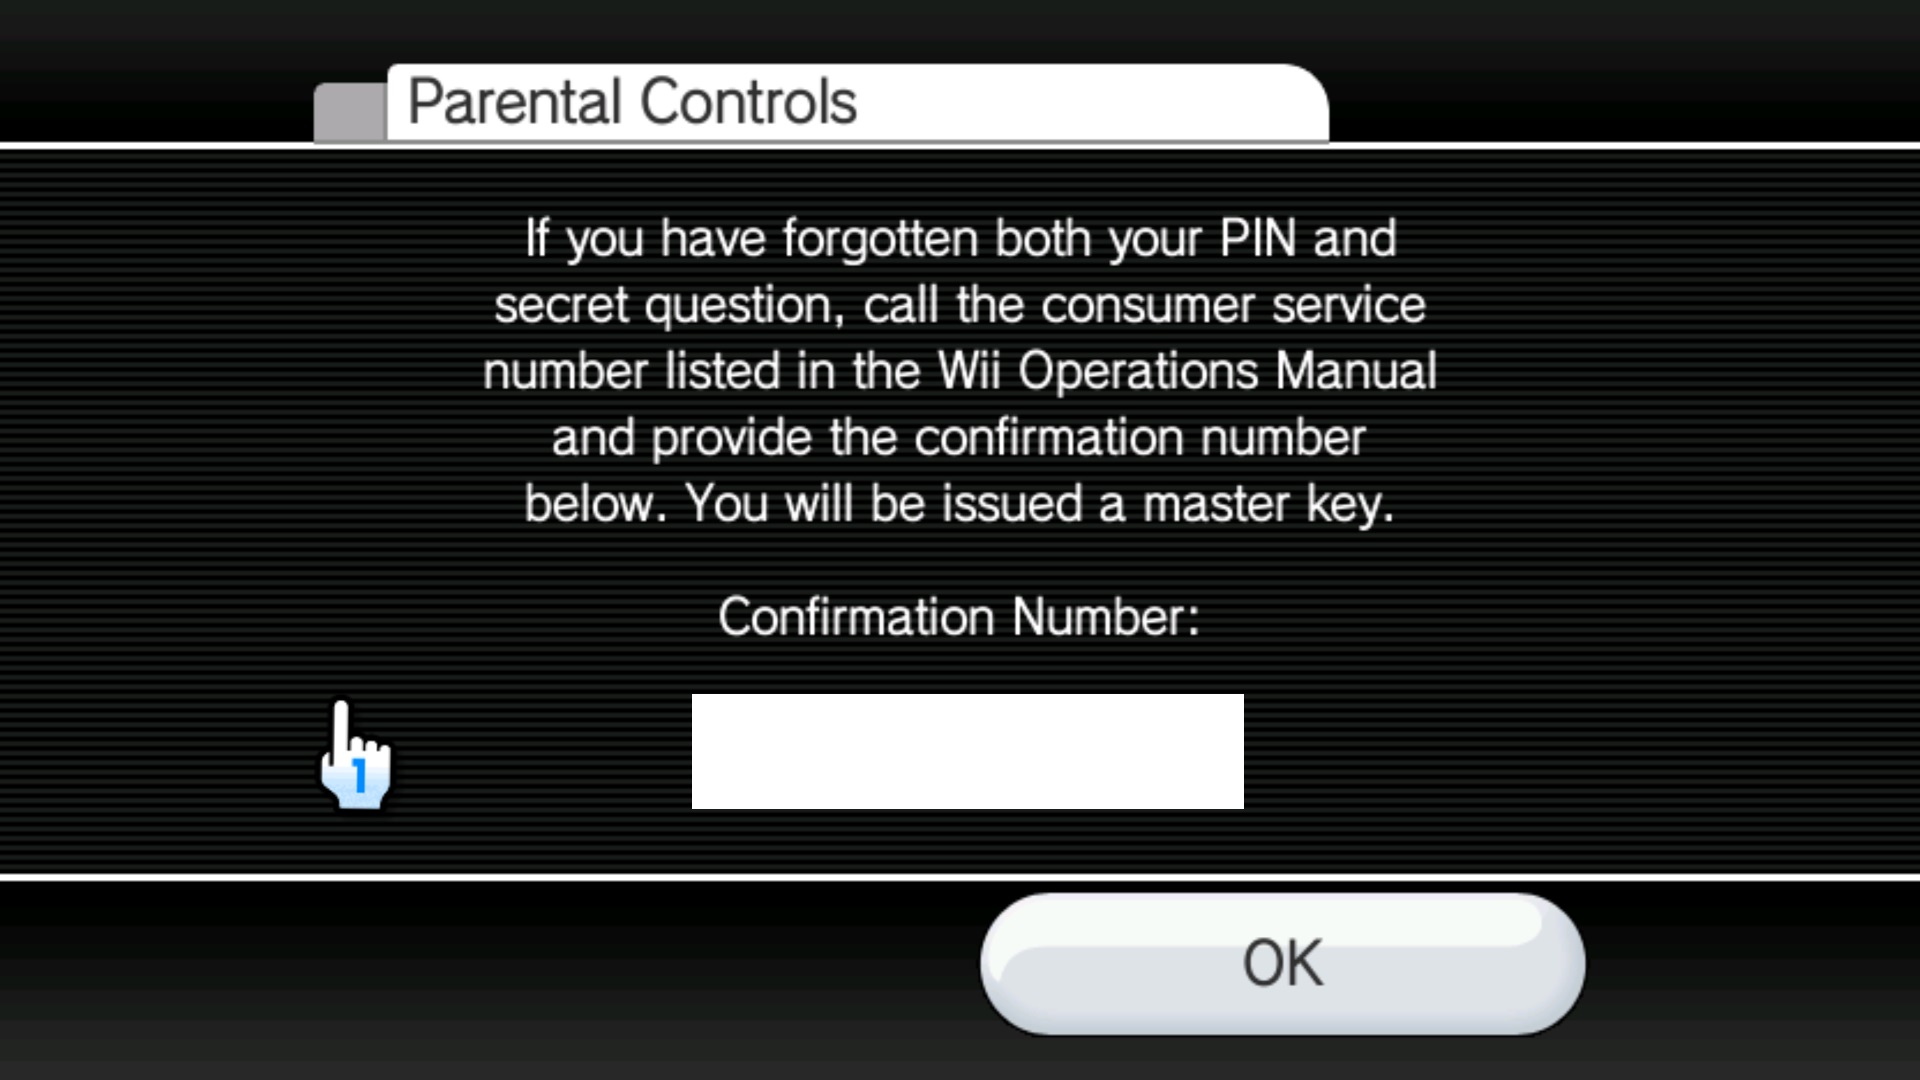 Parental Controls
If you have forgotten both your PIN and
secret question, call the consumer service
number listed in the Wii Operations Manual
and provide the confirmation number
below. You will be issued a master key.
Confirmation Number:
1
OK